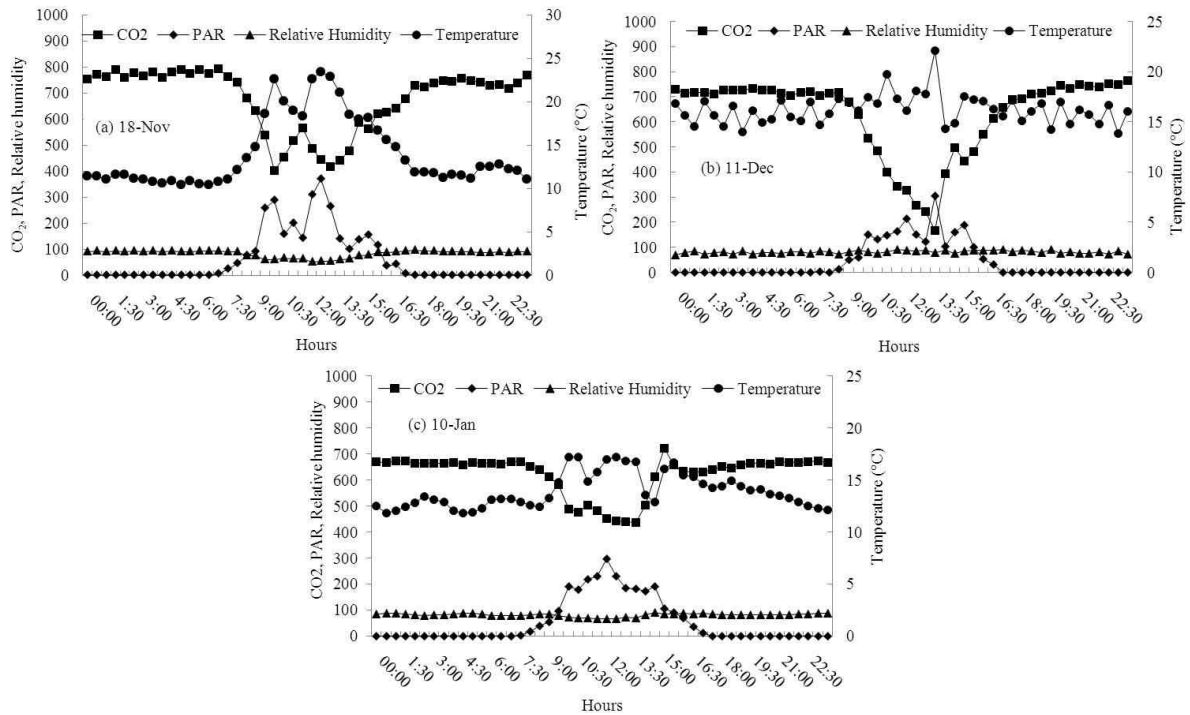 1000
900
800
700
600
500
400
300
200
100
0
CO2, PAR, Relative humidity
CO2 PAR Relative Humidity Temperature
(a) 18-Nov
30
25
20
15
10
5
0
Temperature (°C)
00:00 1:30 3:00 4:30 6:00 7:30 9:00 10:30 12:00 13:30 15:00 16:30 18:00 19:30 21:00 22:30
Hours
1000
900
800
700
600
500
400
300
200
100
0
CO2, PAR, Relative humidity
CO2 PAR Relative Humidity Temperature
(b) 11-Dec
25
20
15
10
5
0
Temperature (°C)
00:00 1:30 3:00 4:30 6:00 7:30 9:00 10:30 12:00 13:30 15:00 16:30 18:00 19:30 21:00 22:30
Hours
1000
900
800
700
600
500
400
300
200
100
0
CO2, PAR, Relative humidity
CO2 PAR Relative Humidity Temperature
(c) 10-Jan
25
20
15
10
5
0
Temperature (°C)
00:00 1:30 3:00 4:30 6:00 7:30 9:00 10:30 12:00 13:30 15:00 16:30 18:00 19:30 21:00 22:30
Hours